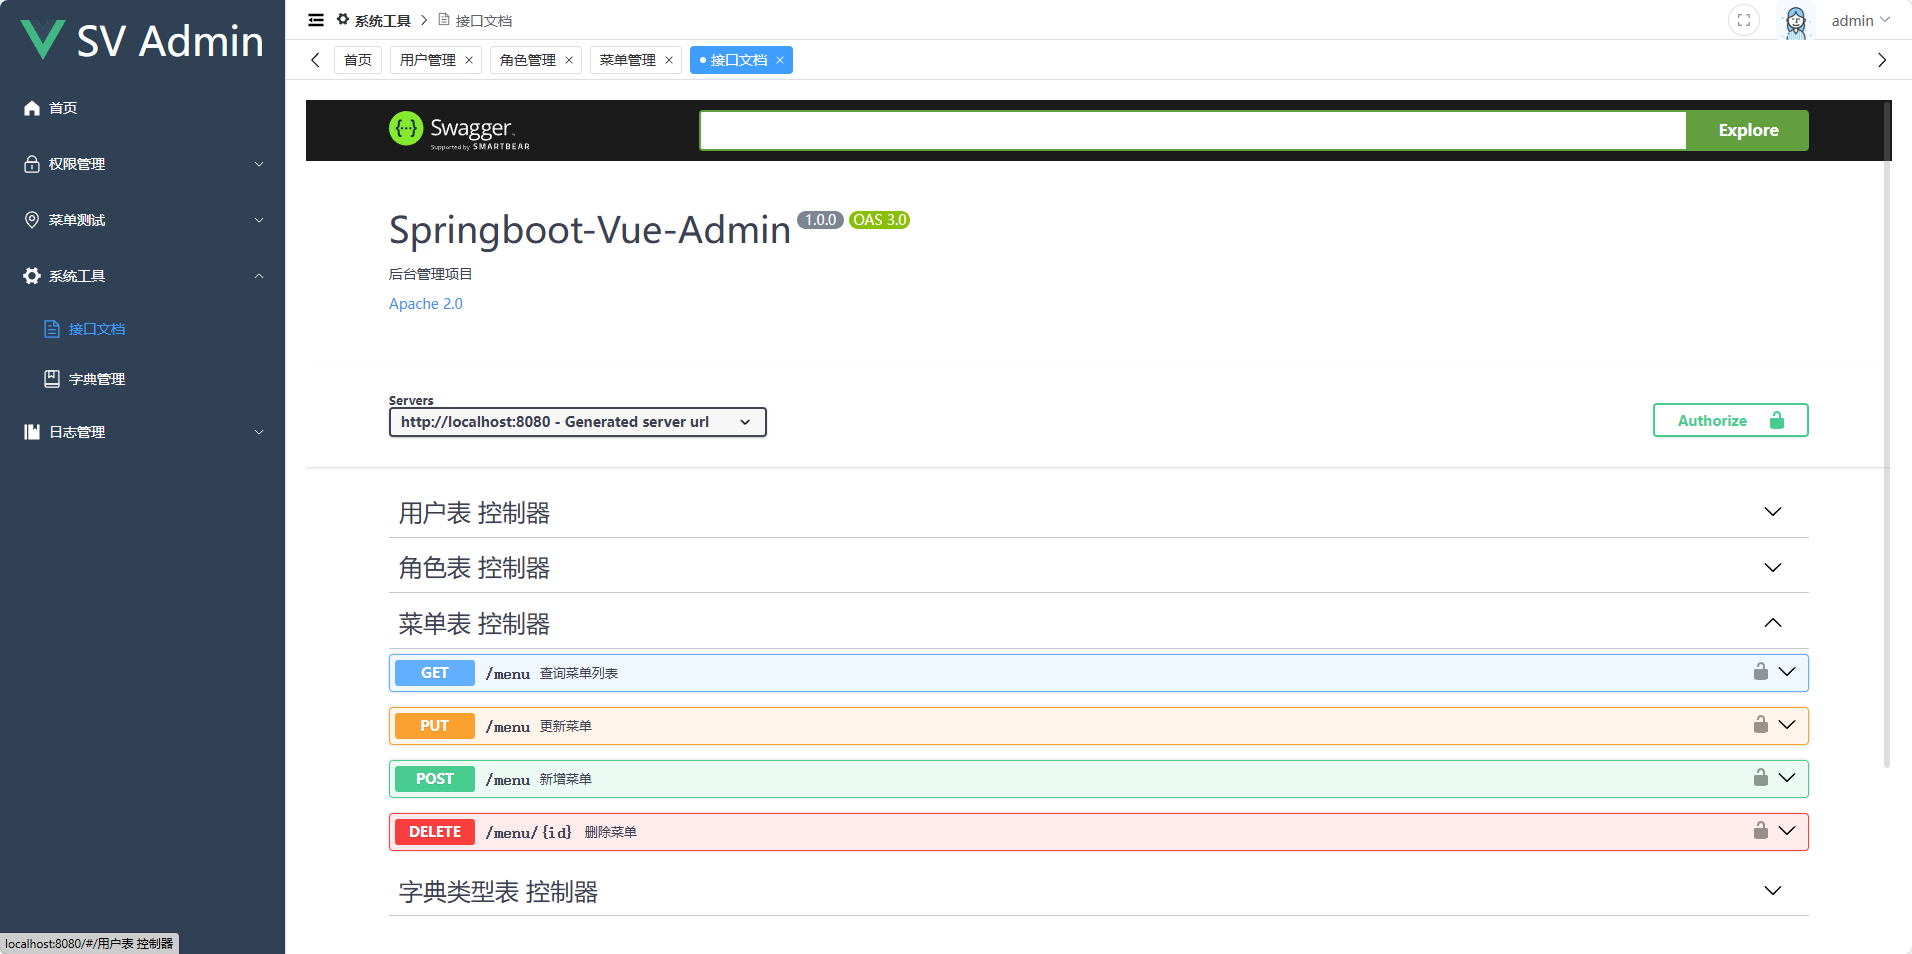 SV Admin
首页
权限管理
菜单测试
系统工具
接口文档
字典管理
日志管理
系统工具 接口文档
admin
首页 用户管理 角色管理 菜单管理 接口文档
Swagger
Supported by SMARTBEAR
Explore
Springboot-Vue-Admin 1.0.0 OAS 3.0
后台管理项目
Apache 2.0
Servers
http://localhost:8080 - Generated server url
Authorize
用户表 控制器
角色表 控制器
菜单表 控制器
GET /menu 查询菜单列表
PUT /menu 更新菜单
POST /menu 新增菜单
DELETE /menu/{id} 删除菜单
字典类型表 控制器
localhost:8080/#/用户表 控制器